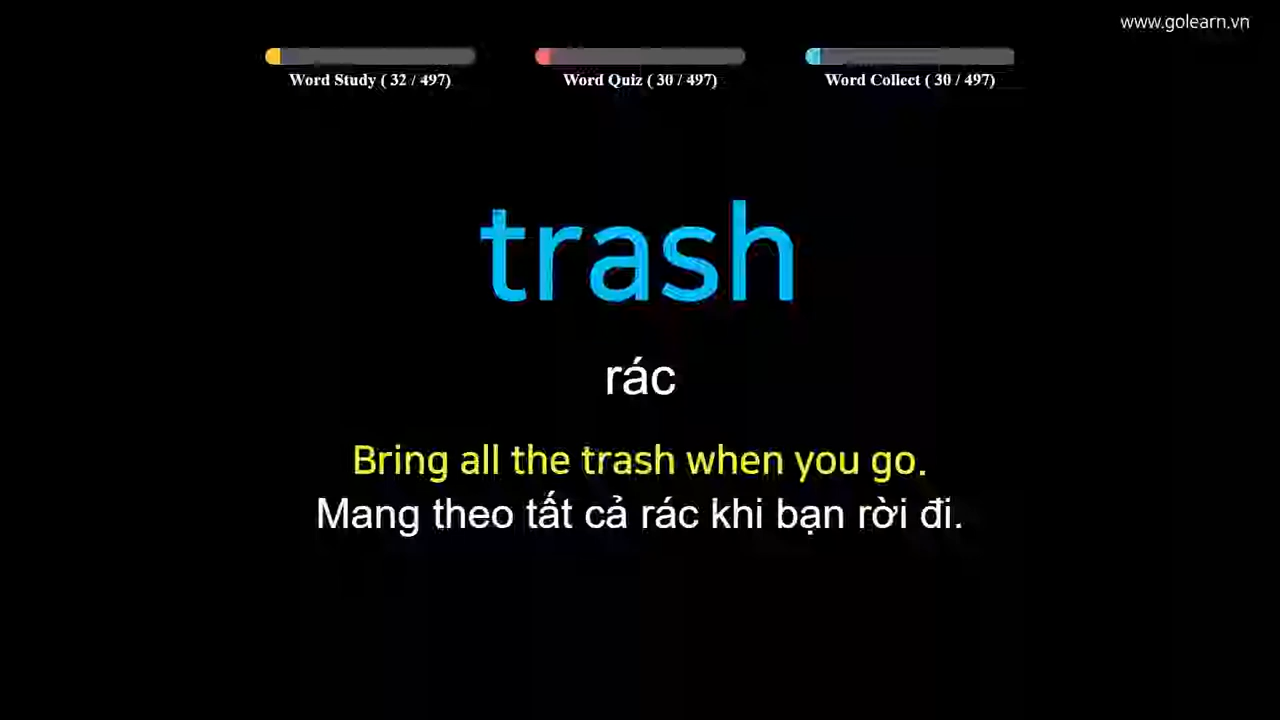 www.golearn.vn
Word Study ( 32 / 497) Word Quiz ( 30 / 497) Word Collect ( 30 / 497)
trash
rác
Bring all the trash when you go.
Mang theo tất cả rác khi bạn rời đi.